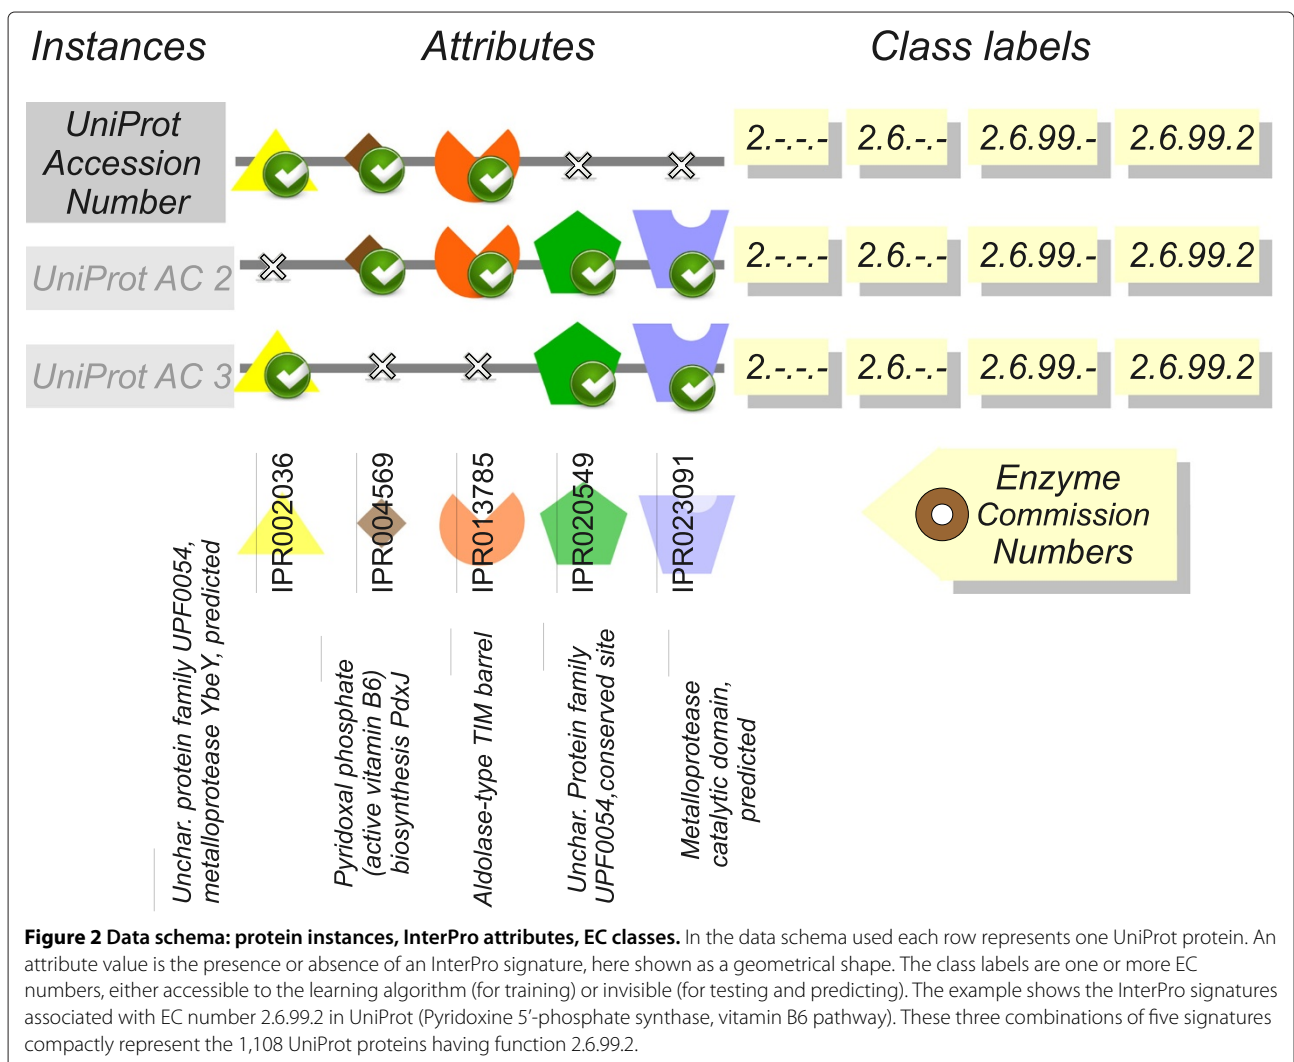 Instances Attributes Class labels
UniProt
Accession
Number
2.-.-.- 2.6.-.- 2.6.99.- 2.6.99.2
UniProt AC 2
2.-.-.- 2.6.-.- 2.6.99.- 2.6.99.2
UniProt AC 3
2.-.-.- 2.6.-.- 2.6.99.- 2.6.99.2
IPR002036
IPR004569
IPR013785
IPR020549
IPR023091
Enzyme
Commission
Numbers
Unchar. protein family UPF0054,
metalloprotease YbeY, predicted
Pyridoxal phosphate
(active vitamin B6)
biosynthesis PdxJ
Aldolase-type TIM barrel
Unchar. Protein family
UPF0054,conserved site
Metalloprotease
catalytic domain,
predicted
Figure 2 Data schema: protein instances, InterPro attributes, EC classes. In the data schema used each row represents one UniProt protein. An
attribute value is the presence or absence of an InterPro signature, here shown as a geometrical shape. The class labels are one or more EC
numbers, either accessible to the learning algorithm (for training) or invisible (for testing and predicting). The example shows the InterPro signatures
associated with EC number 2.6.99.2 in UniProt (Pyridoxine 5’-phosphate synthase, vitamin B6 pathway). These three combinations of five signatures
compactly represent the 1,108 UniProt proteins having function 2.6.99.2.